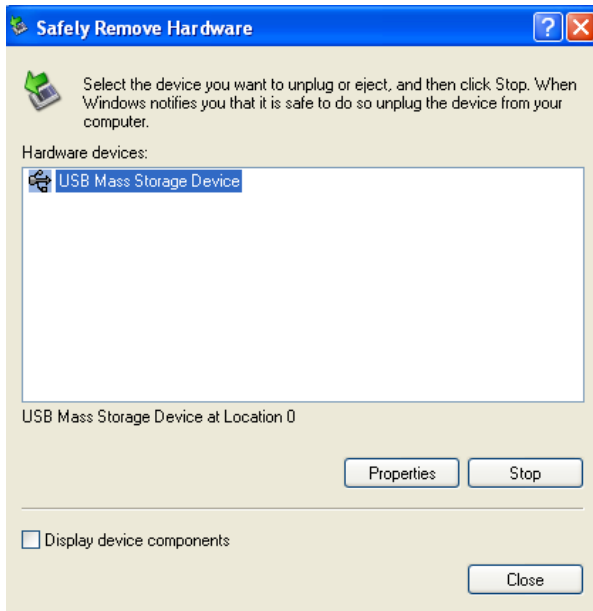 Safely Remove Hardware
Select the device you want to unplug or eject, and then click Stop. When
Windows notifies you that it is safe to do so unplug the device from your
computer.
Hardware devices:
USB Mass Storage Device
USB Mass Storage Device at Location 0
Properties Stop
Display device components
Close